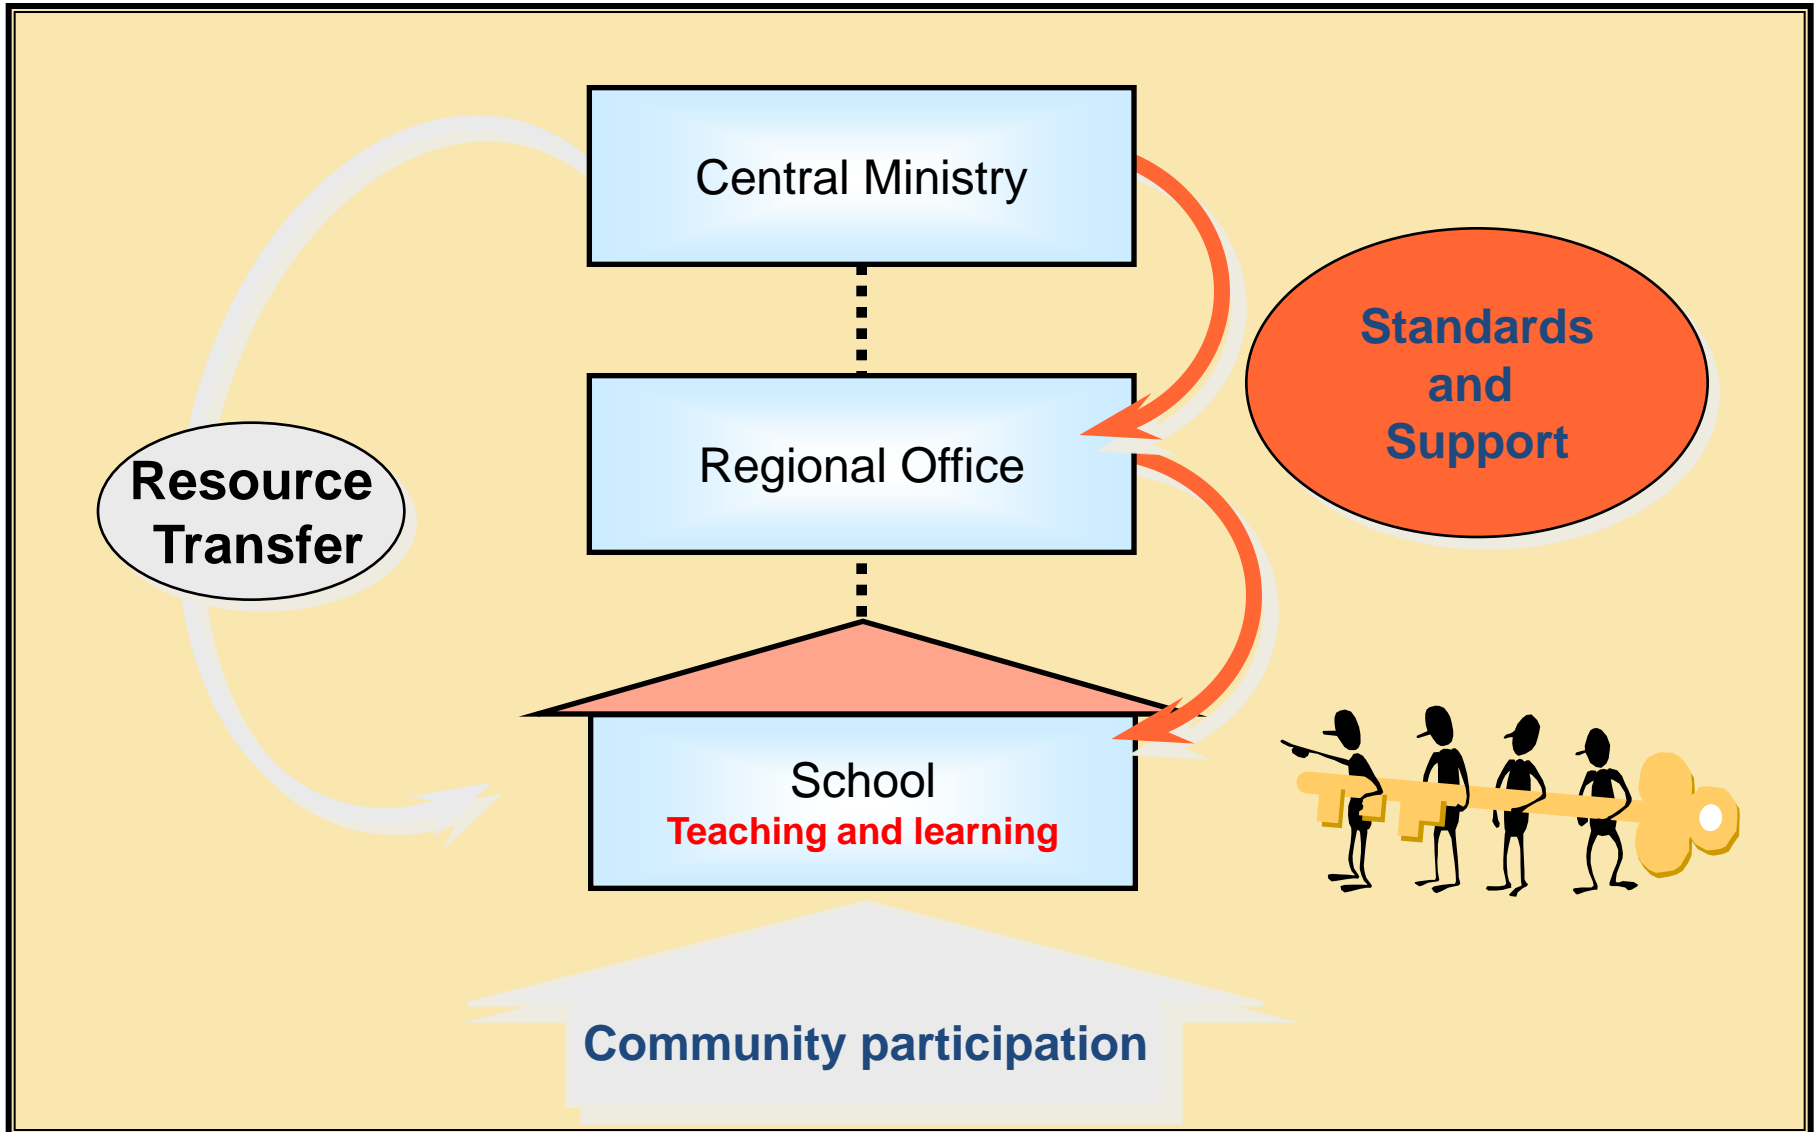 Central Ministry
Standards
and
Support
Regional Office
Resource
Transfer
School
Teaching and learning
Community participation